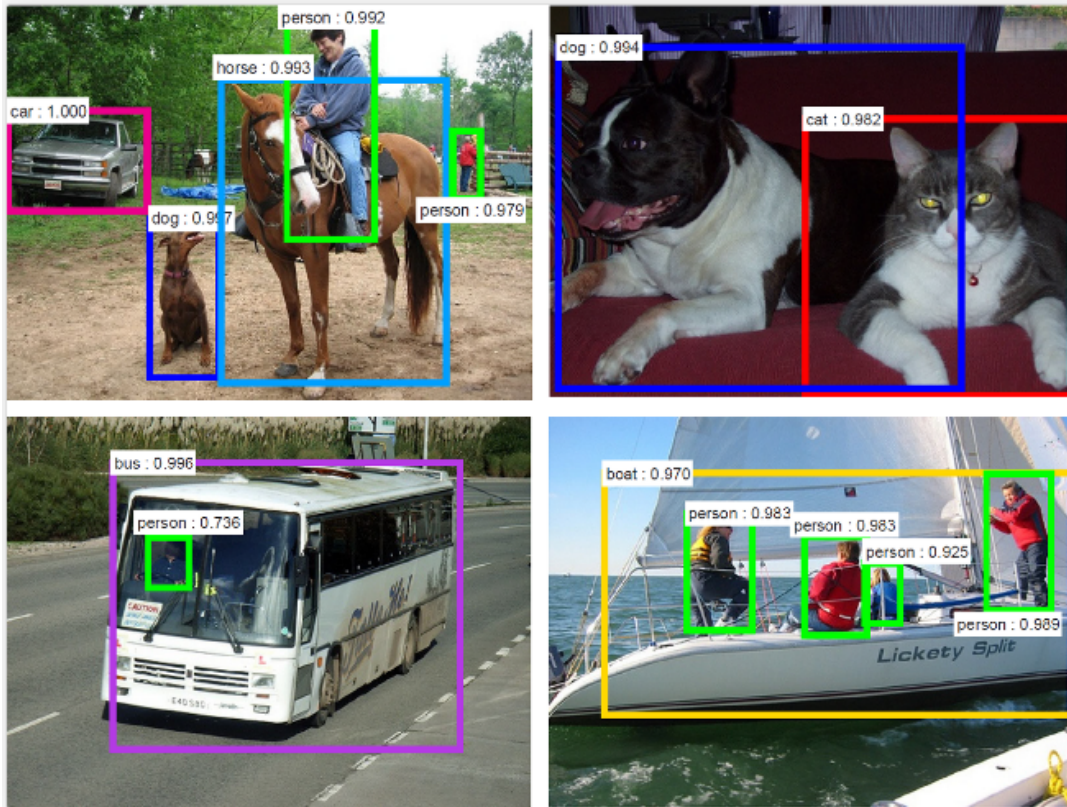 person : 0.992
horse : 0.993
car : 1.000
dog : 0.997
person : 0.979
dog : 0.994
cat : 0.982
bus : 0.996
person : 0.736
CAUTION
boat : 0.970
person : 0.983
person : 0.983
person : 0.925
person : 0.989
Lickety Split